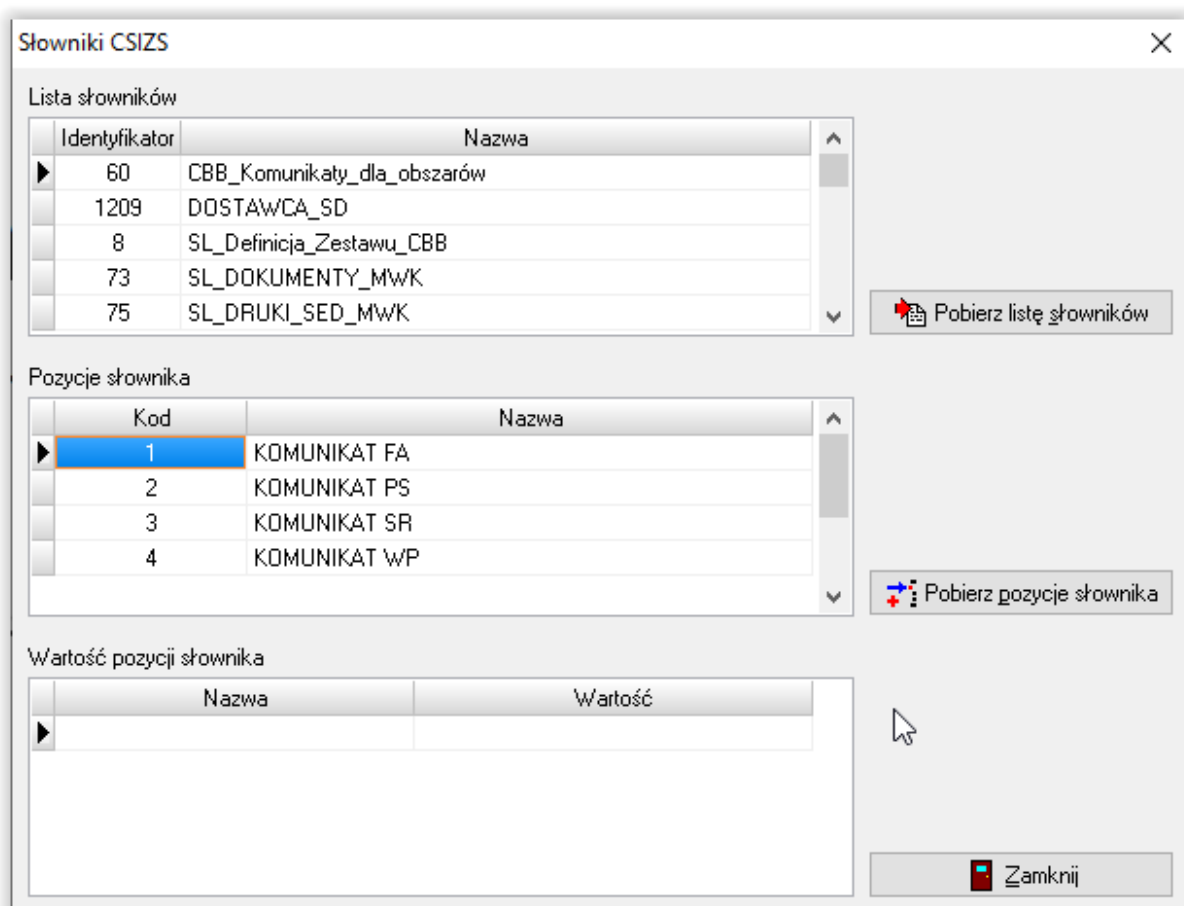 Słowniki CSIZS
Lista słowników
Identyfikator Nazwa
60 CBB_Komunikaty_dla_obszarów
1209 DOSTAWCA_SD
8 SL_Definicja_Zestawu_CBB
73 SL_DOKUMENTY_MWK
75 SL_DRUKI_SED_MWK
Pobierz listę słowników
Pozycje słownika
Kod Nazwa
1 KOMUNIKAT FA
2 KOMUNIKAT PS
3 KOMUNIKAT SR
4 KOMUNIKAT WP
Pobierz pozycje słownika
Wartość pozycji słownika
Nazwa Wartość
Zamknij